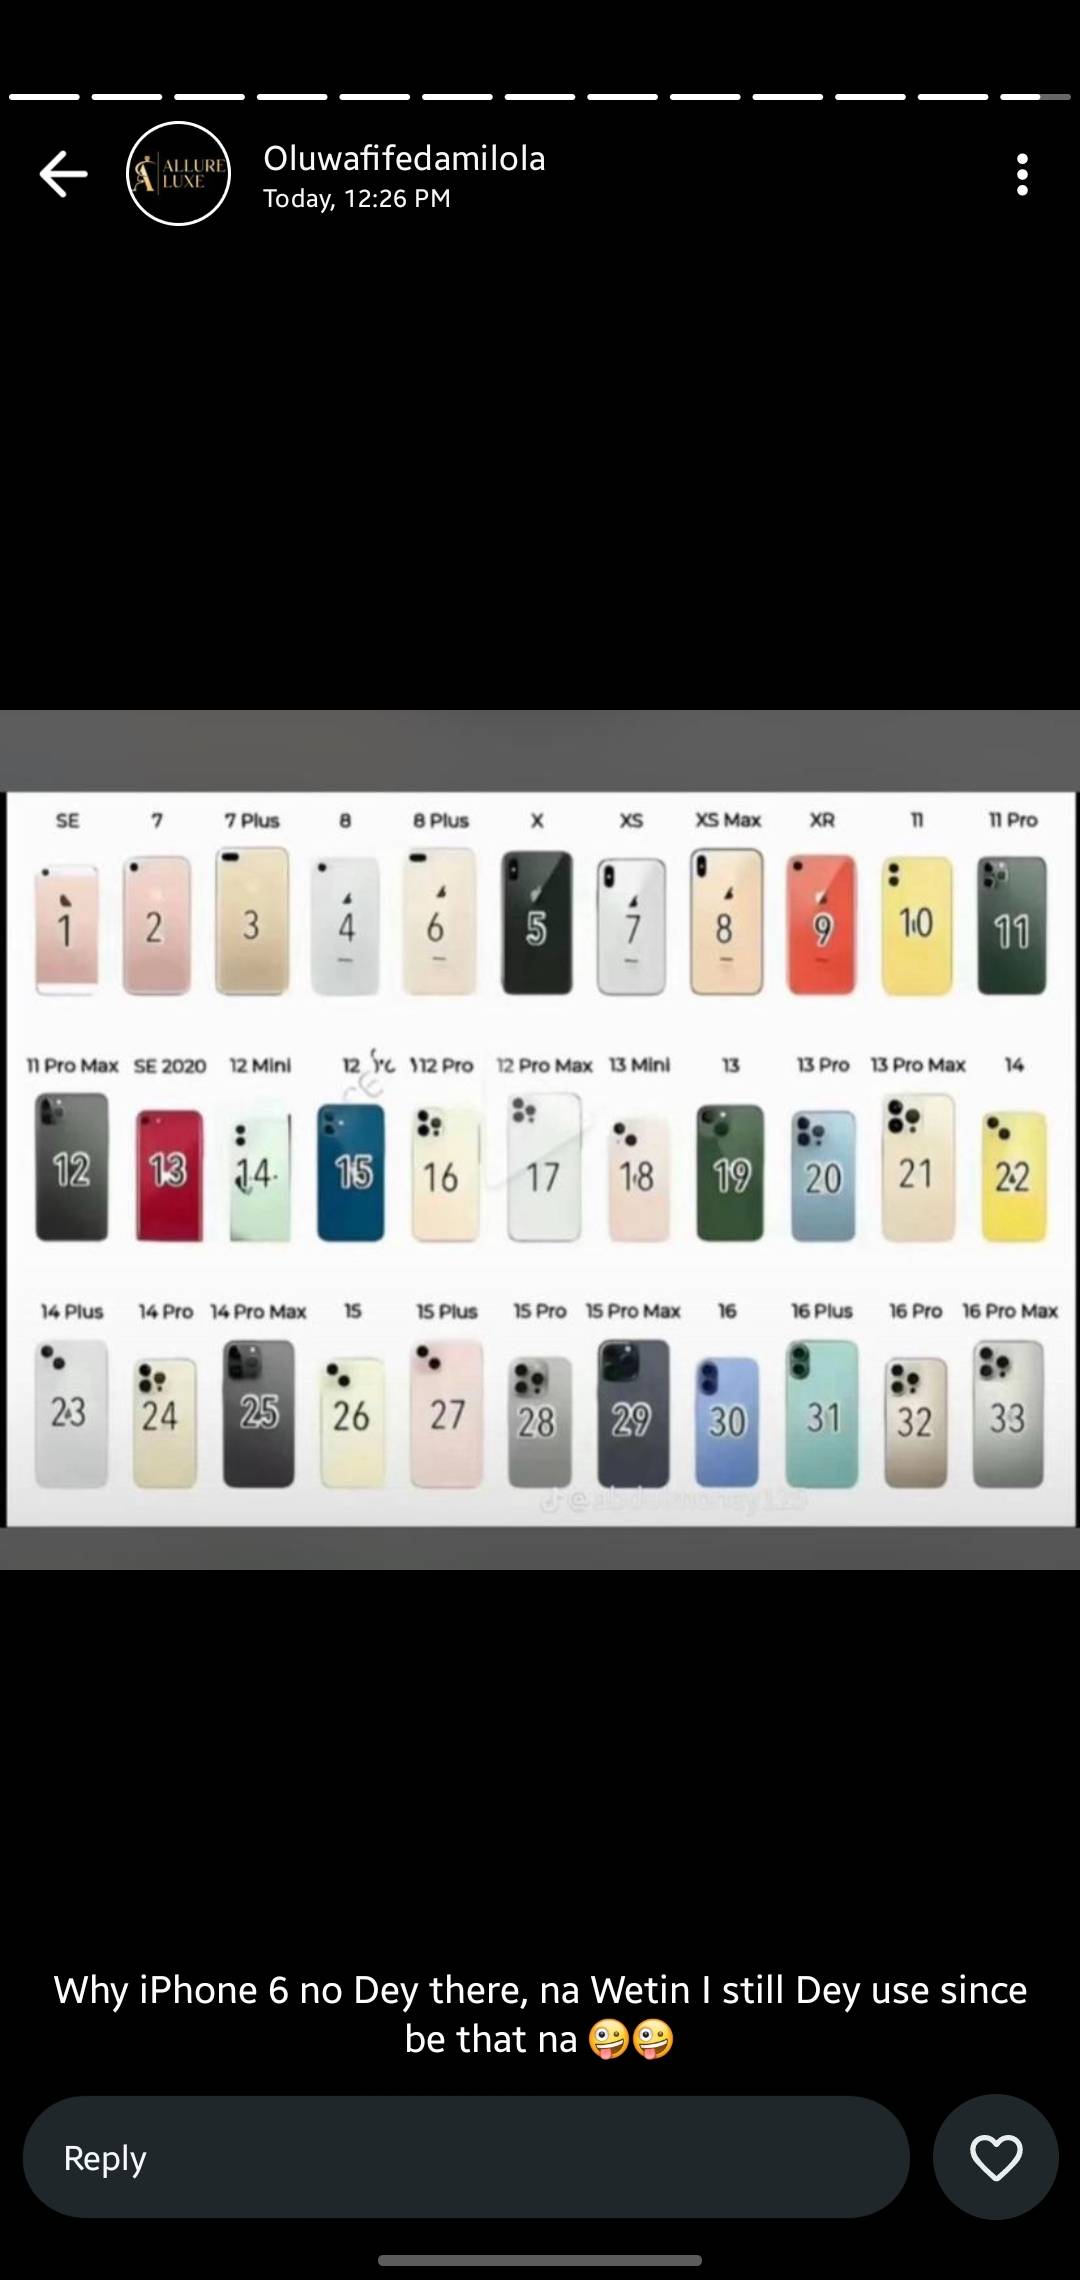 Oluwafifedamilola
ALLURE
LUXE
Today, 12:26 PM
SE 7 7 Plus 8 8 Plus X XS XS Max XR 11 11 Pro
1 2 3 4 6 5 7 8 9 10 11
11 Pro Max SE 2020 12 Mini 12 12 Pro 12 Pro Max 13 Mini 13 13 Pro 13 Pro Max 14
12 13 14 15 16 17 18 19 20 21 22
14 Plus 14 Pro 14 Pro Max 15 15 Plus 15 Pro 15 Pro Max 16 16 Plus 16 Pro 16 Pro Max
23 24 25 26 27 28 29 30 31 32 33
Why iPhone 6 no Dey there, na Wetin I still Dey use since
be that na 🤪🤪
Reply